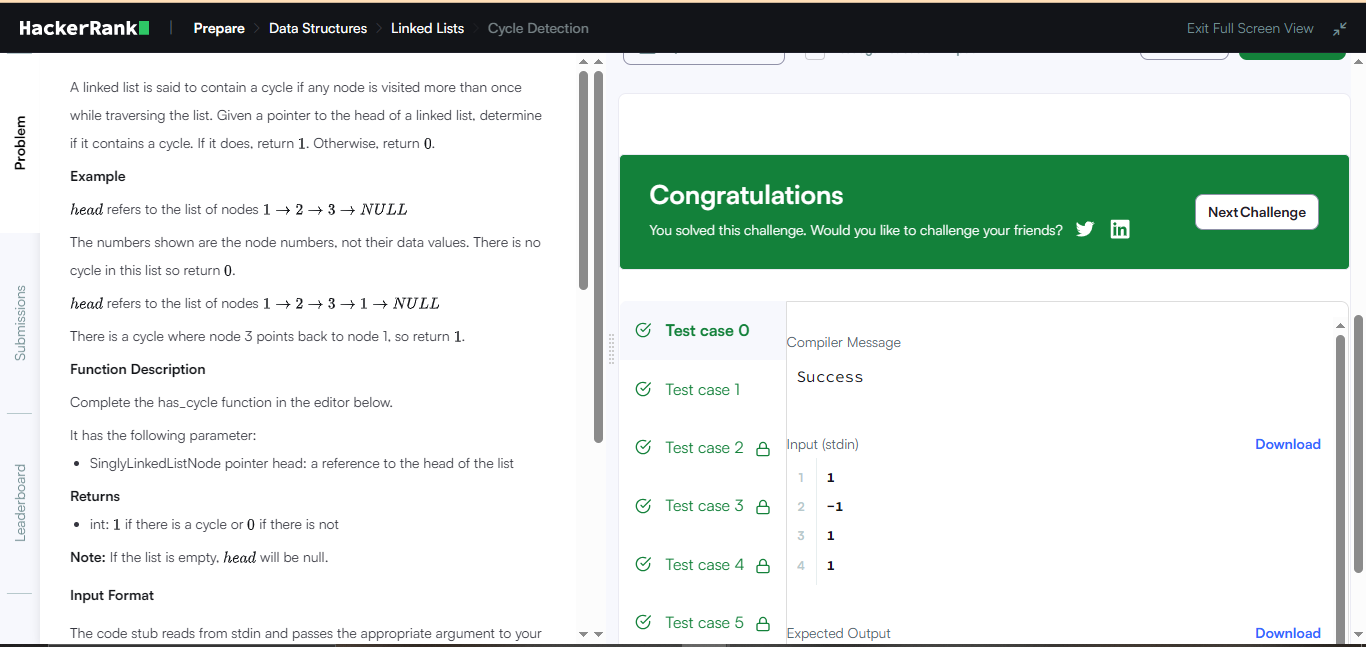 HackerRank | Prepare > Data Structures > Linked Lists > Cycle Detection
Exit Full Screen View
Problem
Submissions
Leaderboard
A linked list is said to contain a cycle if any node is visited more than once
while traversing the list. Given a pointer to the head of a linked list, determine
if it contains a cycle. If it does, return 1. Otherwise, return 0.
Example
head refers to the list of nodes 1 → 2 → 3 → NULL
The numbers shown are the node numbers, not their data values. There is no
cycle in this list so return 0.
head refers to the list of nodes 1 → 2 → 3 → 1 → NULL
There is a cycle where node 3 points back to node 1, so return 1.
Function Description
Complete the has_cycle function in the editor below.
It has the following parameter:
• SinglyLinkedListNode pointer head: a reference to the head of the list
Returns
• int: 1 if there is a cycle or 0 if there is not
Note: If the list is empty, head will be null.
Input Format
The code stub reads from stdin and passes the appropriate argument to your
Congratulations
You solved this challenge. Would you like to challenge your friends?
Next Challenge
Test case 0
Test case 1
Test case 2
Test case 3
Test case 4
Test case 5
Compiler Message
Success
Input (stdin)
Download
1 1
2 -1
3 1
4 1
Expected Output
Download